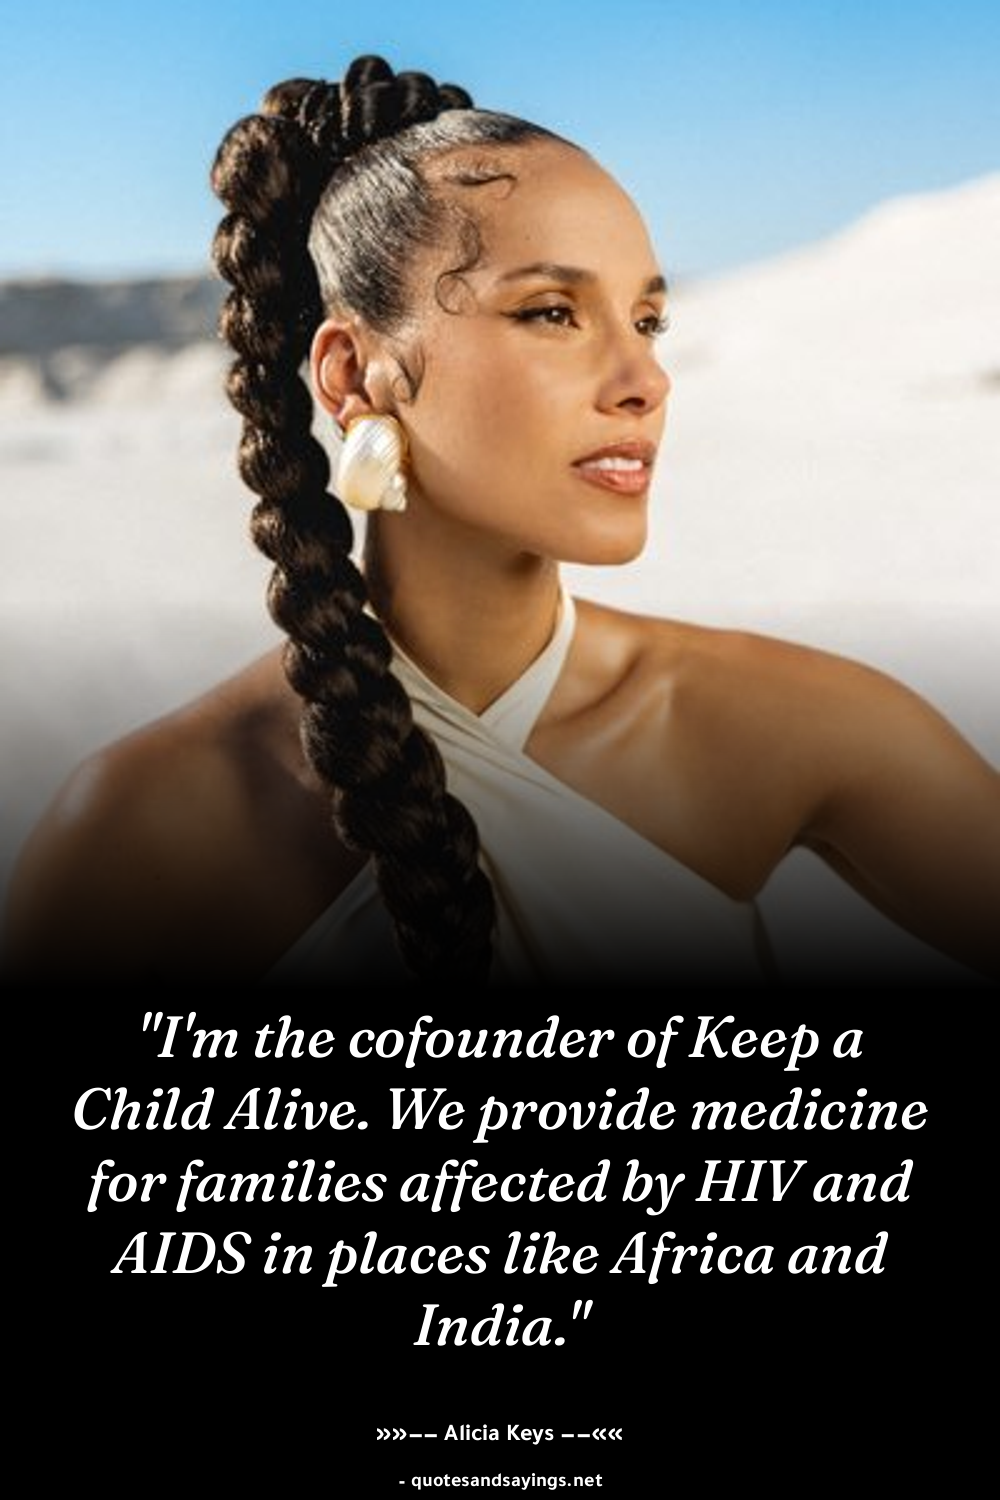 "I'm the cofounder of Keep a
Child Alive. We provide medicine
for families affected by HIV and
AIDS in places like Africa and
India."
»»−− Alicia Keys −−««
- quotesandsayings.net